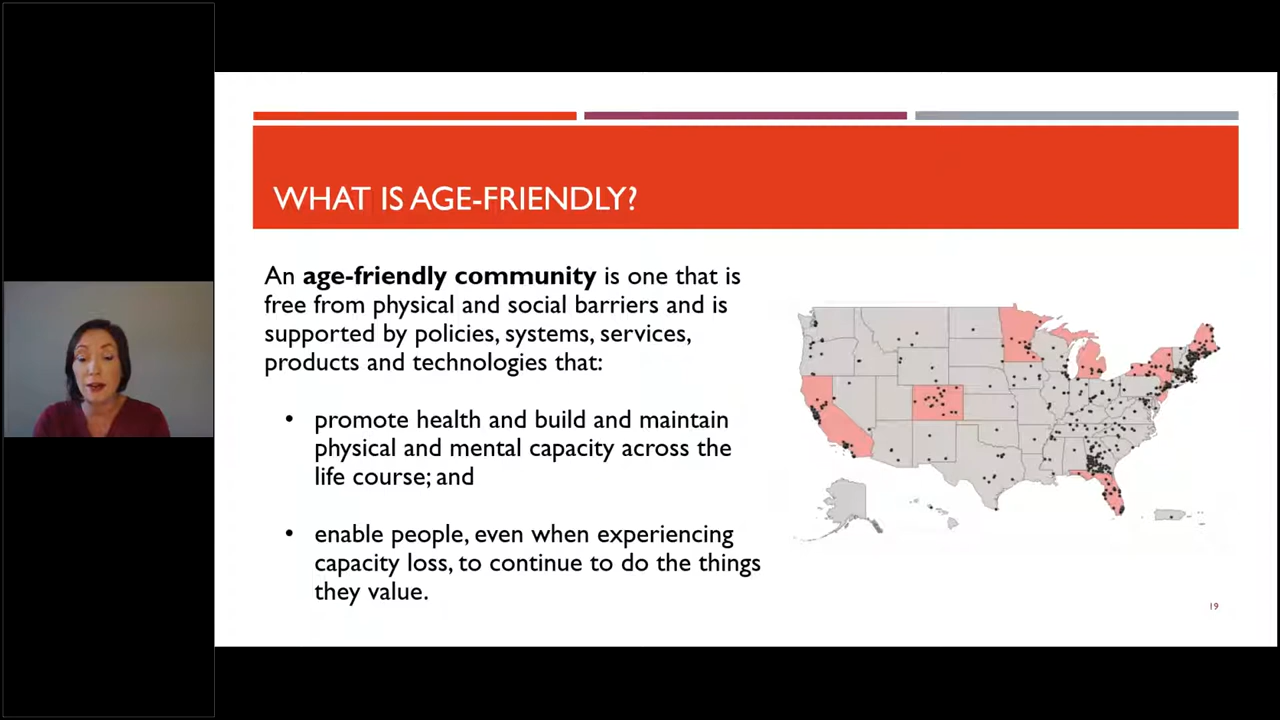 WHAT IS AGE-FRIENDLY?
An age-friendly community is one that is
free from physical and social barriers and is
supported by policies, systems, services,
products and technologies that:
• promote health and build and maintain
physical and mental capacity across the
life course; and
• enable people, even when experiencing
capacity loss, to continue to do the things
they value.
19